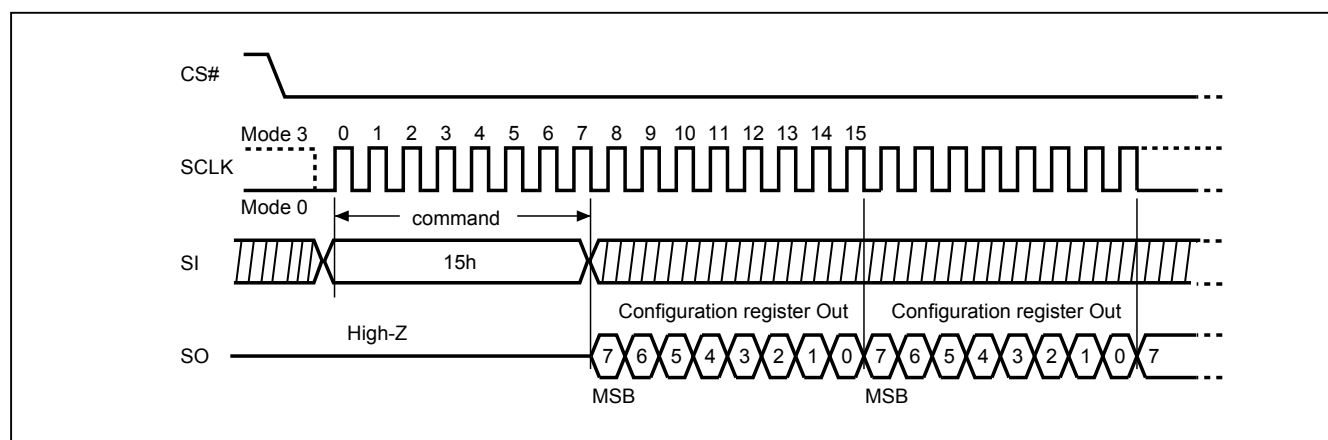 CS#
Mode 3
0 1 2 3 4 5 6 7 8 9 10 11 12 13 14 15
SCLK
Mode 0
command
SI
15h
Configuration register Out Configuration register Out
High-Z
SO
7 6 5 4 3 2 1 0 7 6 5 4 3 2 1 0 7
MSB MSB